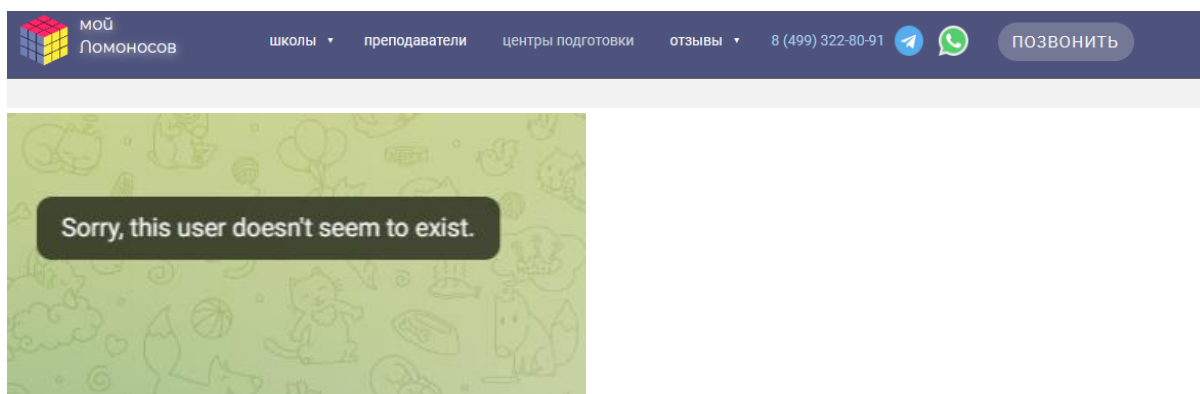 мой
Ломоносов
школы
преподаватели
центры подготовки
отзывы
8 (499) 322-80-91
ПОЗВОНИТЬ
Sorry, this user doesn't seem to exist.